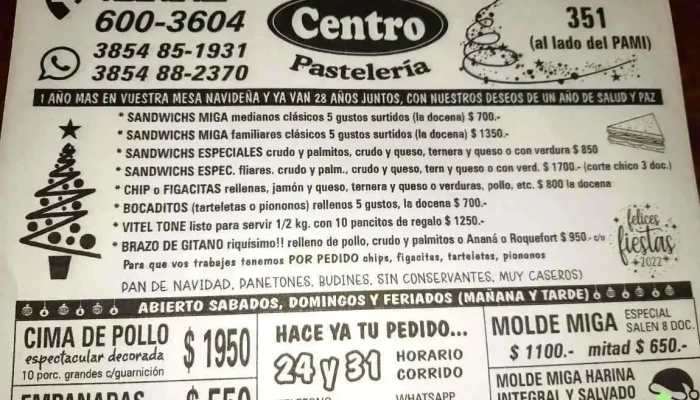 600-3604
3854 85-1931
3854 88-2370
Centro
Pastelería
351
(al lado del PAMI)
1 AÑO MAS EN VUESTRA MESA NAVIDEÑA Y YA VAN 28 AÑOS JUNTOS, CON NUESTROS DESEOS DE UN AÑO DE SALUD Y PAZ
* SANDWICHS MIGA medianos clásicos 5 gustos surtidos (la docena) $ 700.-
* SANDWICHS MIGA familiares clásicos 5 gustos surtidos (la docena) $ 1350.-
* SANDWICHS ESPECIALES crudo y palmitos, crudo y queso, ternera y queso o con verdura $ 850
* SANDWICHS ESPEC. fliares. crudo y palm., crudo y queso, tern y queso o con verd. $ 1700.- (corte chico 3 doc.)
* CHIP o FIGACITAS rellenas, jamón y queso, ternera y queso o verduras, pollo, etc. $ 800 la docena
* BOCADITOS (tarteletas o piononos) rellenos 5 gustos, la docena $ 700.-
* VITEL TONE listo para servir 1/2 kg. con 10 pancitos de regalo $ 1250.-
* BRAZO DE GITANO riquísimo!! relleno de pollo, crudo y palmitos o Ananá o Roquefort $ 950.- c/u
Para que vos trabajes tenemos POR PEDIDO chips, figacitas, tarteletas, piononos
PAN DE NAVIDAD, PANETONES, BUDINES, SIN CONSERVANTES, MUY CASEROS)
felices
fiestas
2022
ABIERTO SABADOS, DOMINGOS Y FERIADOS (MAÑANA Y TARDE)
CIMA DE POLLO
espectacular decorada
10 porc. grandes c/guarnición
$ 1950
HACE YA TU PEDIDO...
24 y 31
HORARIO
CORRIDO
MOLDE MIGA
ESPECIAL
SALEN 8 DOC.
$ 1100.- mitad $ 650.-
MOLDE MIGA HARINA
INTEGRAL Y SALVADO
EMPANADAS
$ 550
WHATSAPP